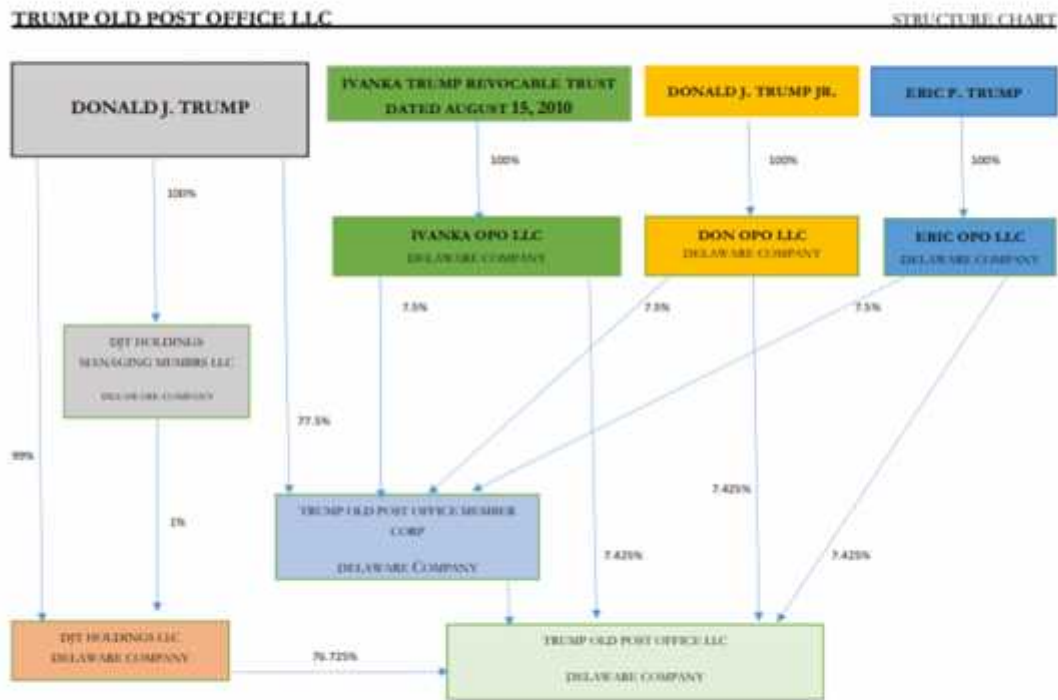 TRUMP OLD POST OFFICE LLC
STRUCTURE CHART
DONALD J. TRUMP
IVANKA TRUMP REVOCABLE TRUST
DATED AUGUST 15, 2010
DONALD J. TRUMP JR.
ERIC F. TRUMP
100%
100%
100%
100%
IVANKA OPO LLC
DELAWARE COMPANY
DON OPO LLC
DELAWARE COMPANY
ERIC OPO LLC
DELAWARE COMPANY
7.5%
7.5%
7.5%
DJT HOLDINGS
MANAGING MEMBER LLC
DELAWARE COMPANY
77.5%
99%
7.425%
TRUMP OLD POST OFFICE MEMBER
CORP
DELAWARE COMPANY
1%
7.425%
7.425%
DJT HOLDINGS LLC
DELAWARE COMPANY
TRUMP OLD POST OFFICE LLC
DELAWARE COMPANY
76.725%